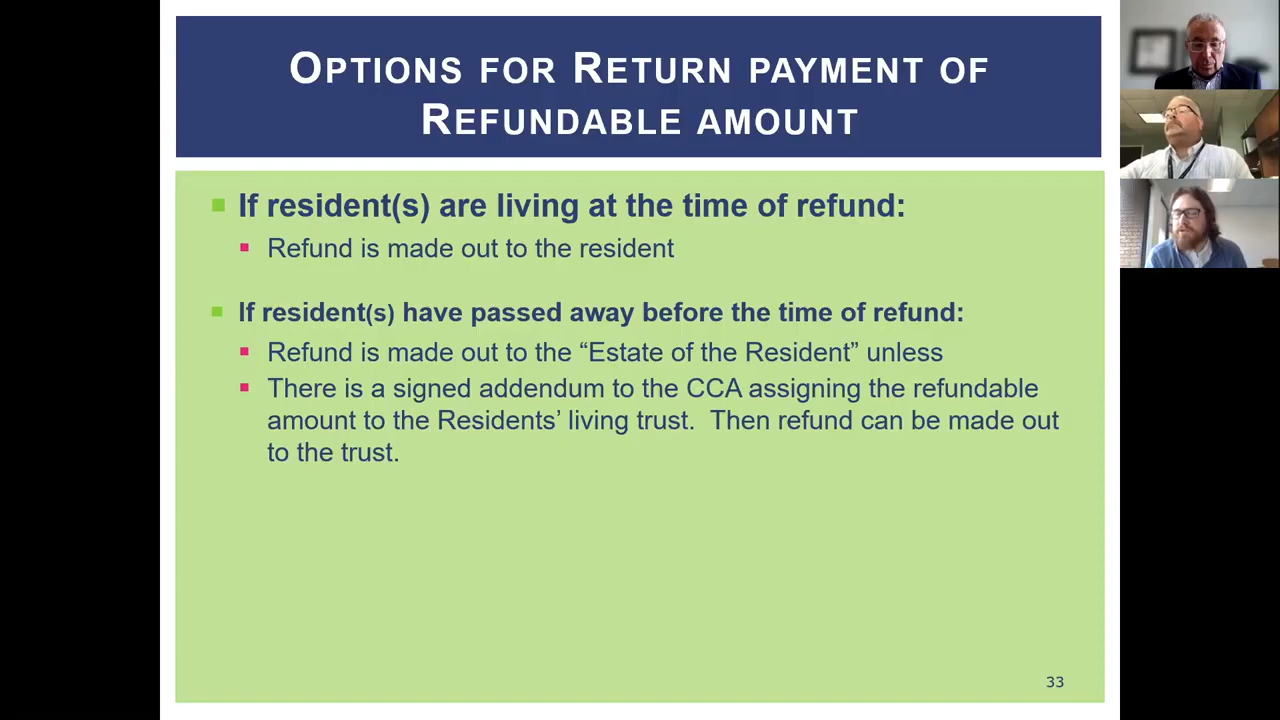 OPTIONS FOR RETURN PAYMENT OF
REFUNDABLE AMOUNT
If resident(s) are living at the time of refund:
Refund is made out to the resident
If resident(s) have passed away before the time of refund:
Refund is made out to the “Estate of the Resident” unless
There is a signed addendum to the CCA assigning the refundable
amount to the Residents’ living trust. Then refund can be made out
to the trust.
33